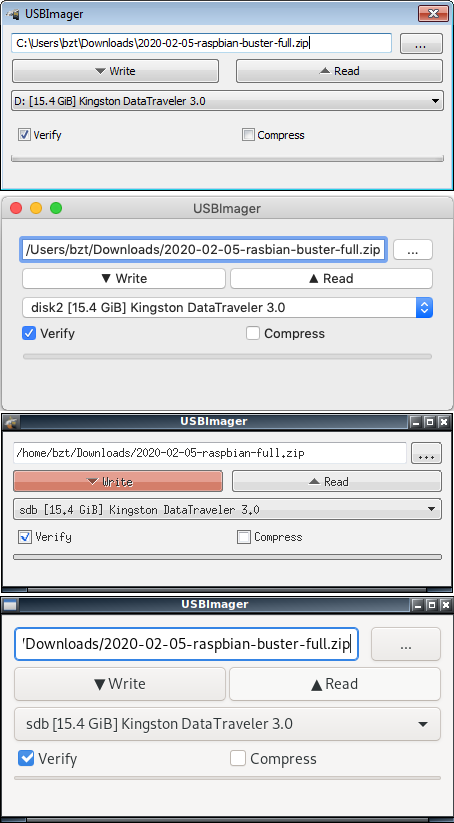 USBImager
C:\Users\bzt\Downloads\2020-02-05-raspbian-buster-full.zip
...
Write
Read
D: [15.4 GiB] Kingston DataTraveler 3.0
Verify
Compress
USBImager
/Users/bzt/Downloads/2020-02-05-rasbian-buster-full.zip
...
▼ Write
▲ Read
disk2 [15.4 GiB] Kingston DataTraveler 3.0
Verify
Compress
USBImager
/home/bzt/Downloads/2020-02-05-raspbian-full.zip
...
Write
Read
sdb [15.4 GiB] Kingston DataTraveler 3.0
Verify
Compress
USBImager
'Downloads/2020-02-05-raspbian-buster-full.zip
...
▼ Write
▲ Read
sdb [15.4 GiB] Kingston DataTraveler 3.0
Verify
Compress